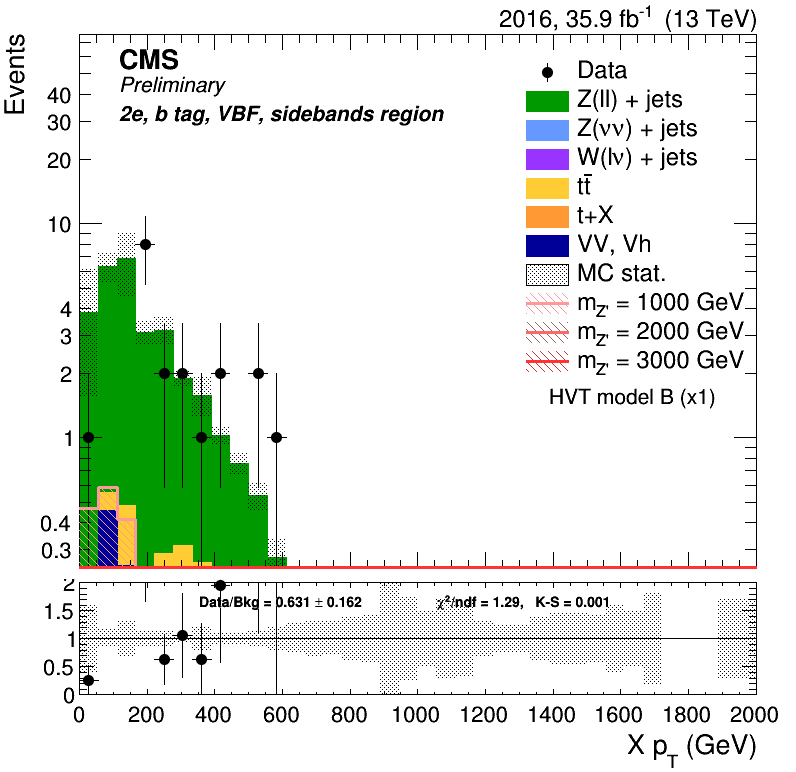 2016, 35.9 fb⁻¹ (13 TeV)
CMS
Preliminary
2e, b tag, VBF, sidebands region
Events
40
30
20
10
4
3
2
1
0.4
0.3
Data
Z(ll) + jets
Z(νν) + jets
W(lν) + jets
tt̄
t+X
VV, Vh
MC stat.
m_Z' = 1000 GeV
m_Z' = 2000 GeV
m_Z' = 3000 GeV
HVT model B (x1)
Data/Bkg = 0.631 ± 0.162
χ²/ndf = 1.29, K-S = 0.001
2
1.5
1
0.5
0
0 200 400 600 800 1000 1200 1400 1600 1800 2000
X p_T (GeV)